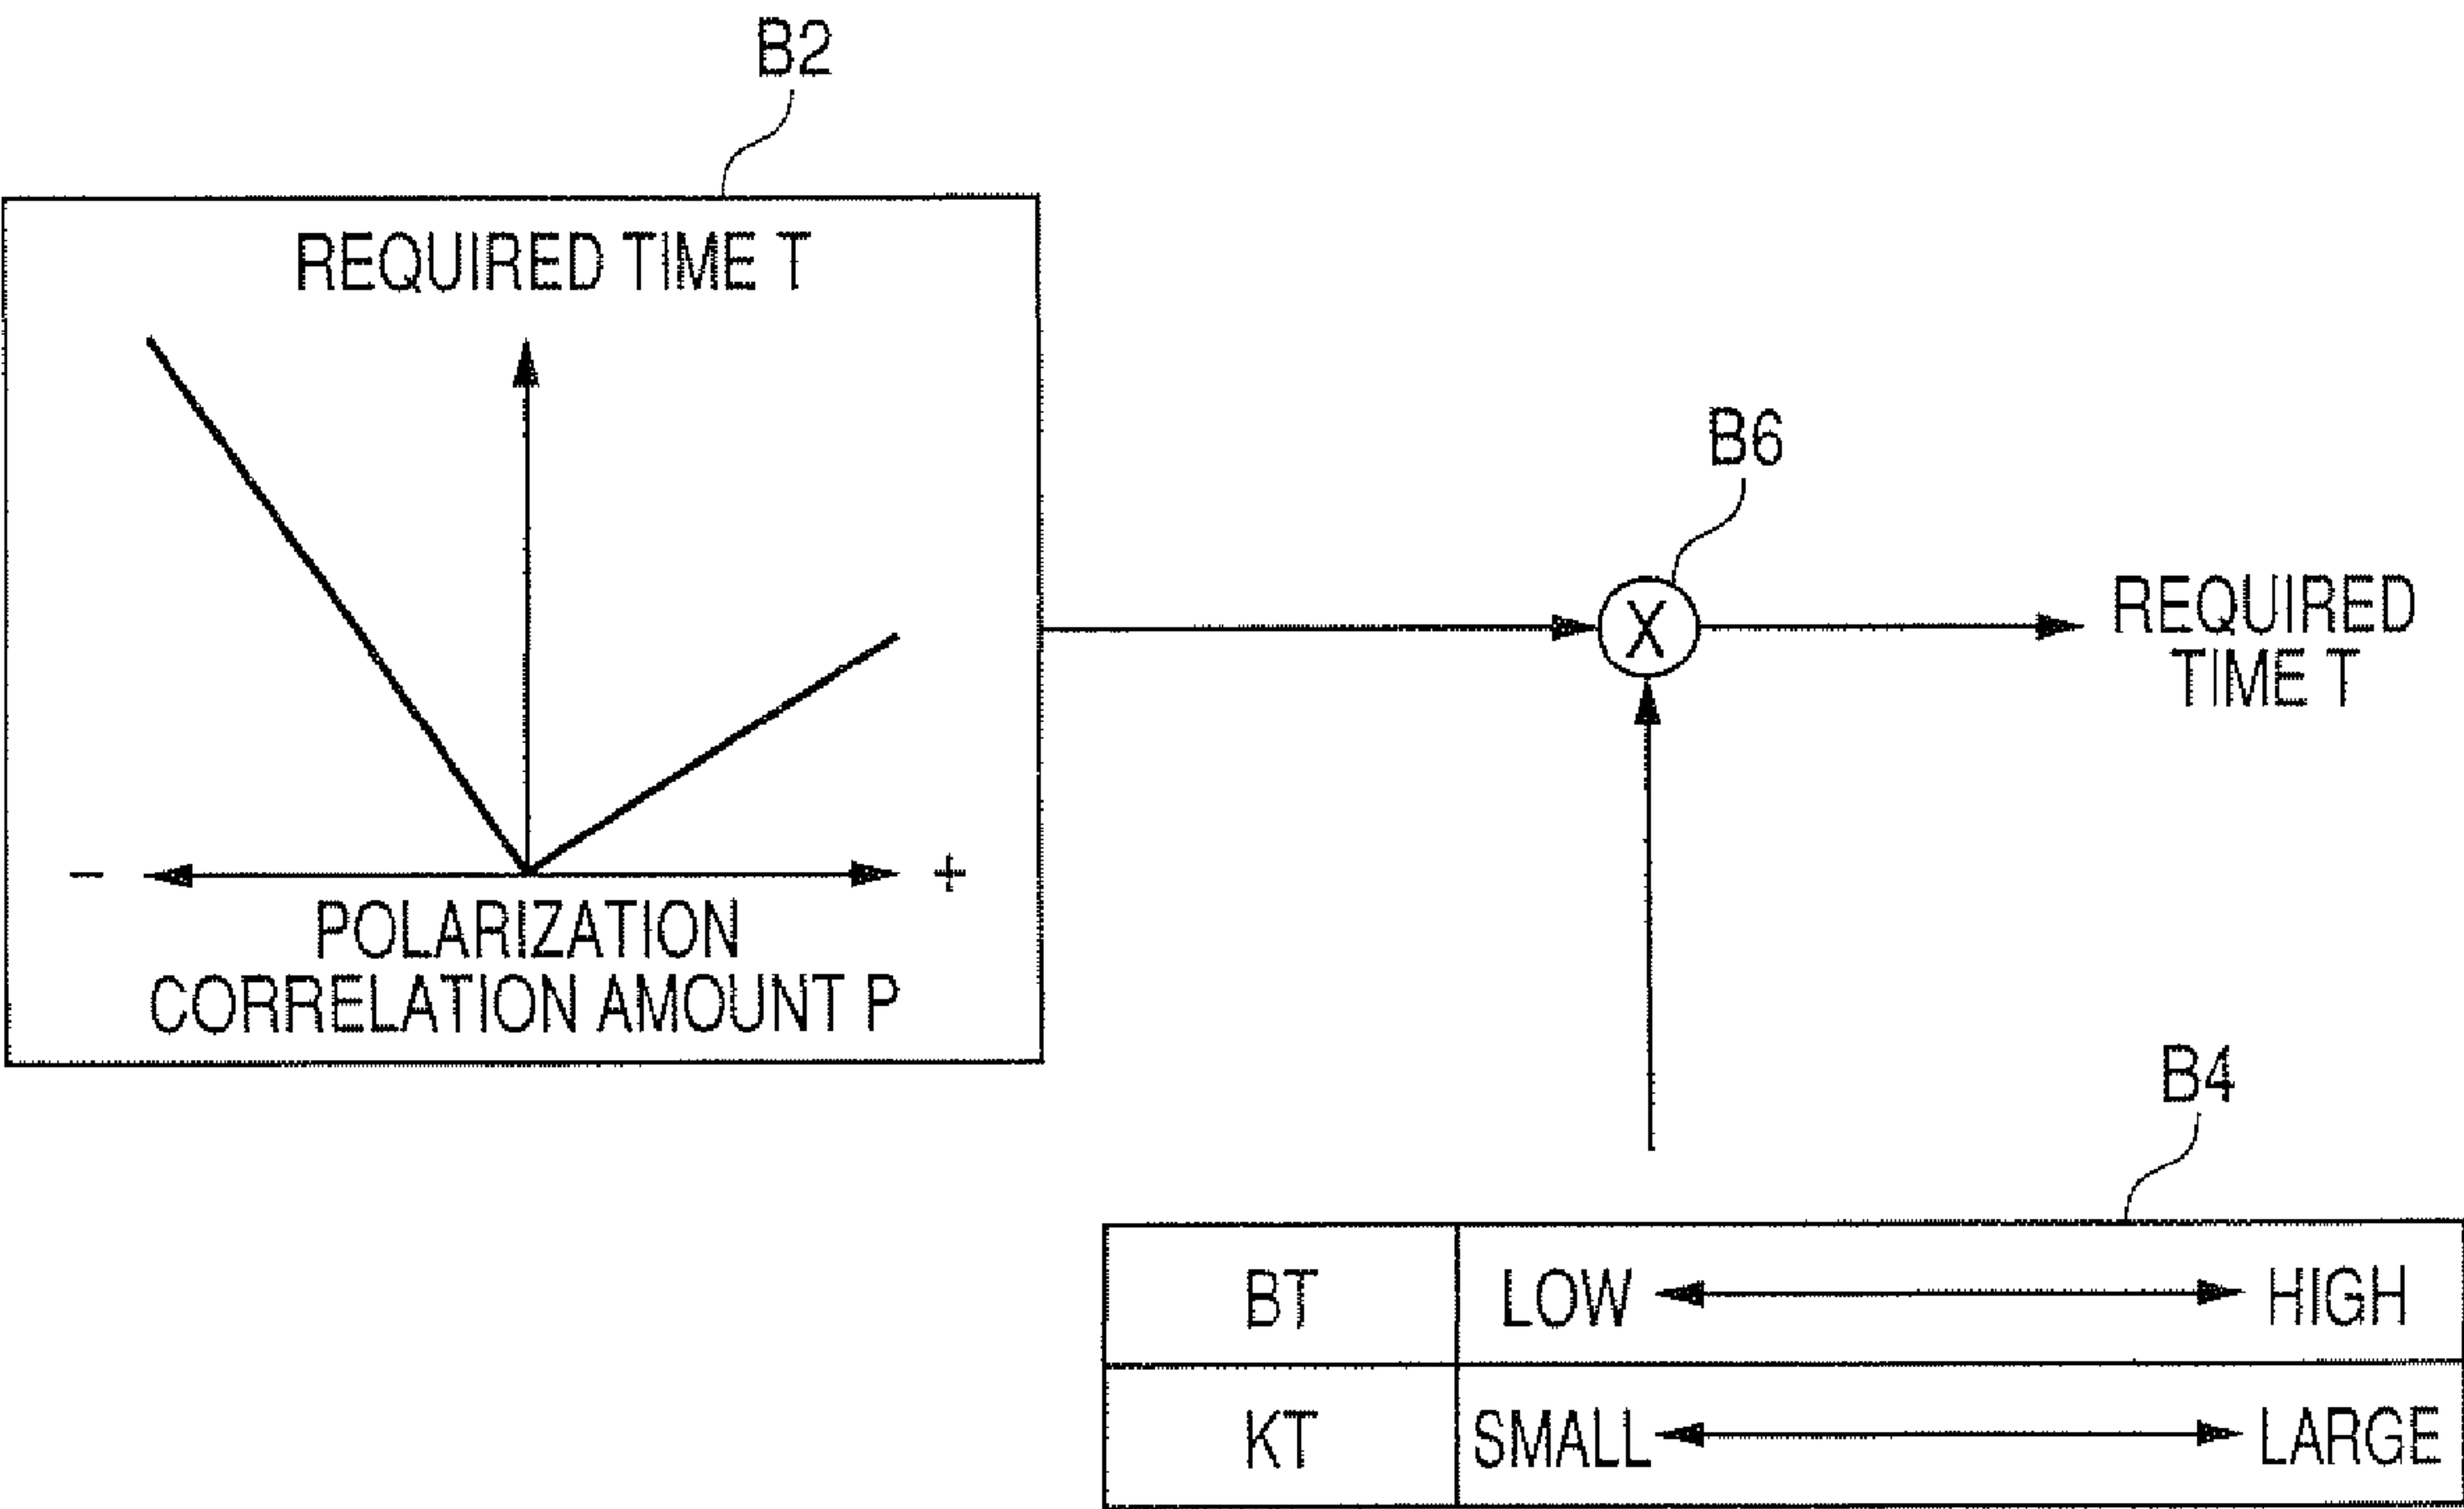 B2
REQUIRED TIME T
- +
POLARIZATION
CORRELATION AMOUNT P
B6
X
REQUIRED
TIME T
B4
BT LOW HIGH
KT SMALL LARGE